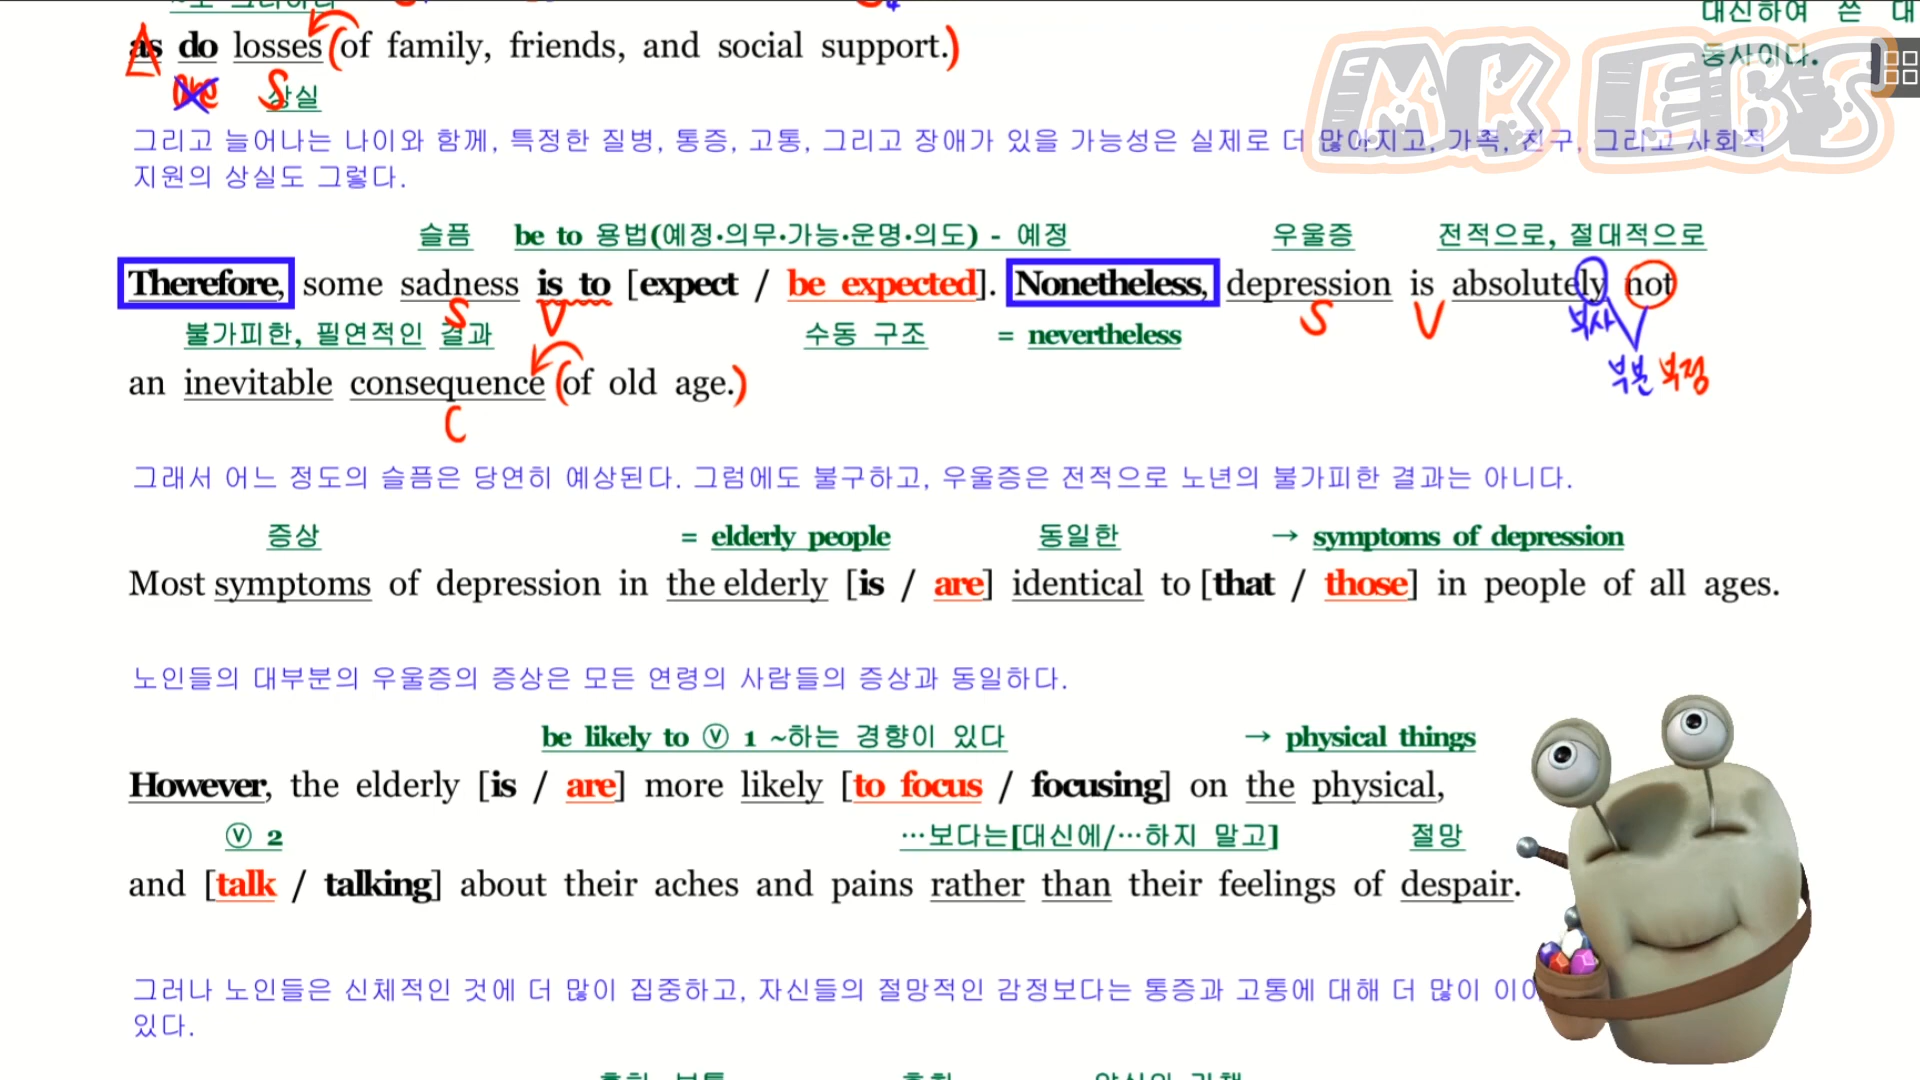 대신하여 쓴 대
as do losses (of family, friends, and social support.)
동사이다.
S 상실
MK EBS
그리고 늘어나는 나이와 함께, 특정한 질병, 통증, 고통, 그리고 장애가 있을 가능성은 실제로 더 많아지고, 가족, 친구, 그리고 사회적
지원의 상실도 그렇다.
슬픔 be to 용법(예정·의무·가능·운명·의도) - 예정 우울증 전적으로, 절대적으로
Therefore, some sadness is to [expect / be expected]. Nonetheless, depression is absolutely not
S V S V 부사
불가피한, 필연적인 결과 수동 구조 = nevertheless
부분 부정
an inevitable consequence (of old age.)
C
그래서 어느 정도의 슬픔은 당연히 예상된다. 그럼에도 불구하고, 우울증은 전적으로 노년의 불가피한 결과는 아니다.
증상 = elderly people 동일한 → symptoms of depression
Most symptoms of depression in the elderly [is / are] identical to [that / those] in people of all ages.
노인들의 대부분의 우울증의 증상은 모든 연령의 사람들의 증상과 동일하다.
be likely to ⓥ 1 ~하는 경향이 있다 → physical things
However, the elderly [is / are] more likely [to focus / focusing] on the physical,
ⓥ 2 …보다는[대신에/…하지 말고] 절망
and [talk / talking] about their aches and pains rather than their feelings of despair.
그러나 노인들은 신체적인 것에 더 많이 집중하고, 자신들의 절망적인 감정보다는 통증과 고통에 대해 더 많이
있다.